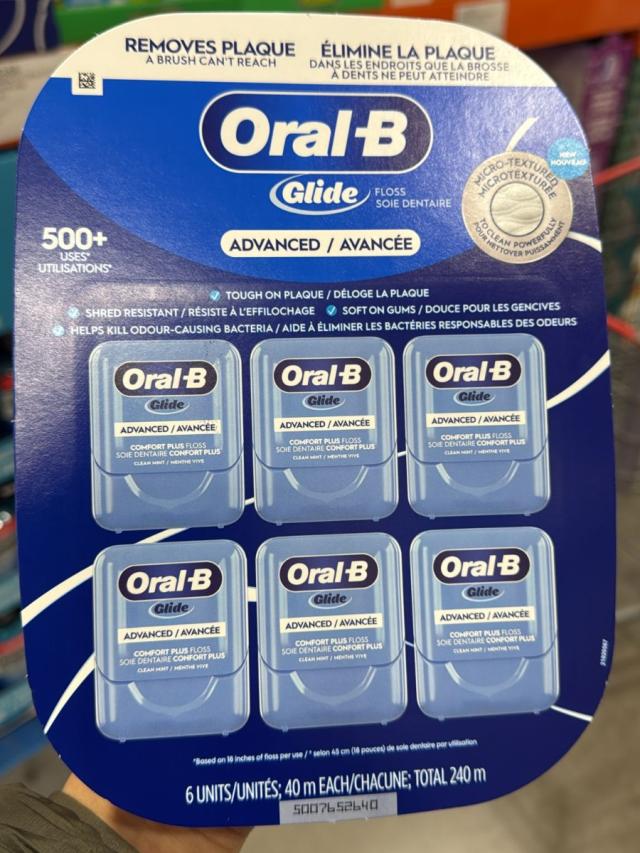 REMOVES PLAQUE
A BRUSH CAN'T REACH
ÉLIMINE LA PLAQUE
DANS LES ENDROITS QUE LA BROSSE
À DENTS NE PEUT ATTEINDRE
Oral-B
Glide FLOSS
SOIE DENTAIRE
ADVANCED / AVANCÉE
NEW
NOUVEAU
MICRO-TEXTURED
MICROTEXTURÉE
TO CLEAN POWERFULLY
POUR NETTOYER PUISSAMMENT
500+
USES*
UTILISATIONS*
TOUGH ON PLAQUE / DÉLOGE LA PLAQUE
SHRED RESISTANT / RÉSISTE À L'EFFILOCHAGE SOFT ON GUMS / DOUCE POUR LES GENCIVES
HELPS KILL ODOUR-CAUSING BACTERIA / AIDE À ÉLIMINER LES BACTÉRIES RESPONSABLES DES ODEURS
Oral-B
Glide
ADVANCED / AVANCÉE
COMFORT PLUS FLOSS
SOIE DENTAIRE CONFORT PLUS
CLEAN MINT / MENTHE VIVE
Oral-B
Glide
ADVANCED / AVANCÉE
COMFORT PLUS FLOSS
SOIE DENTAIRE CONFORT PLUS
CLEAN MINT / MENTHE VIVE
Oral-B
Glide
ADVANCED / AVANCÉE
COMFORT PLUS FLOSS
SOIE DENTAIRE CONFORT PLUS
CLEAN MINT / MENTHE VIVE
Oral-B
Glide
ADVANCED / AVANCÉE
COMFORT PLUS FLOSS
SOIE DENTAIRE CONFORT PLUS
CLEAN MINT / MENTHE VIVE
Oral-B
Glide
ADVANCED / AVANCÉE
COMFORT PLUS FLOSS
SOIE DENTAIRE CONFORT PLUS
CLEAN MINT / MENTHE VIVE
Oral-B
Glide
ADVANCED / AVANCÉE
COMFORT PLUS FLOSS
SOIE DENTAIRE CONFORT PLUS
CLEAN MINT / MENTHE VIVE
*Based on 18 inches of floss per use / * selon 45 cm (18 pouces) de soie dentaire par utilisation
6 UNITS/UNITÉS; 40 m EACH/CHACUNE; TOTAL 240 m
5007652640